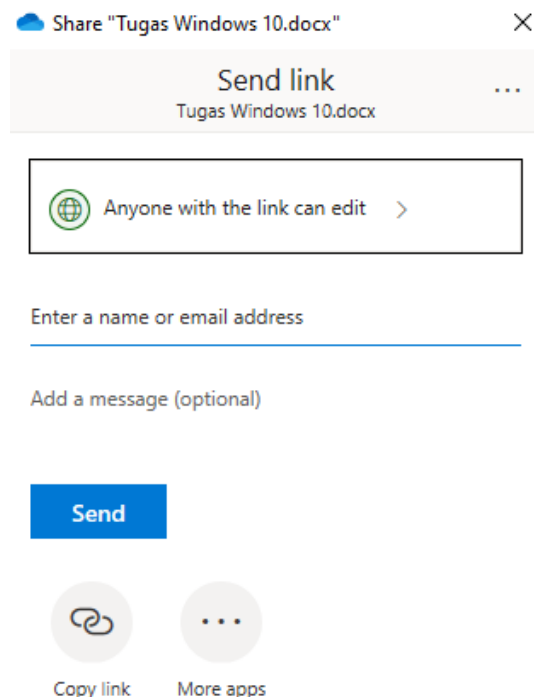 Share "Tugas Windows 10.docx"
Send link
Tugas Windows 10.docx
Anyone with the link can edit
Enter a name or email address
Add a message (optional)
Send
Copy link More apps